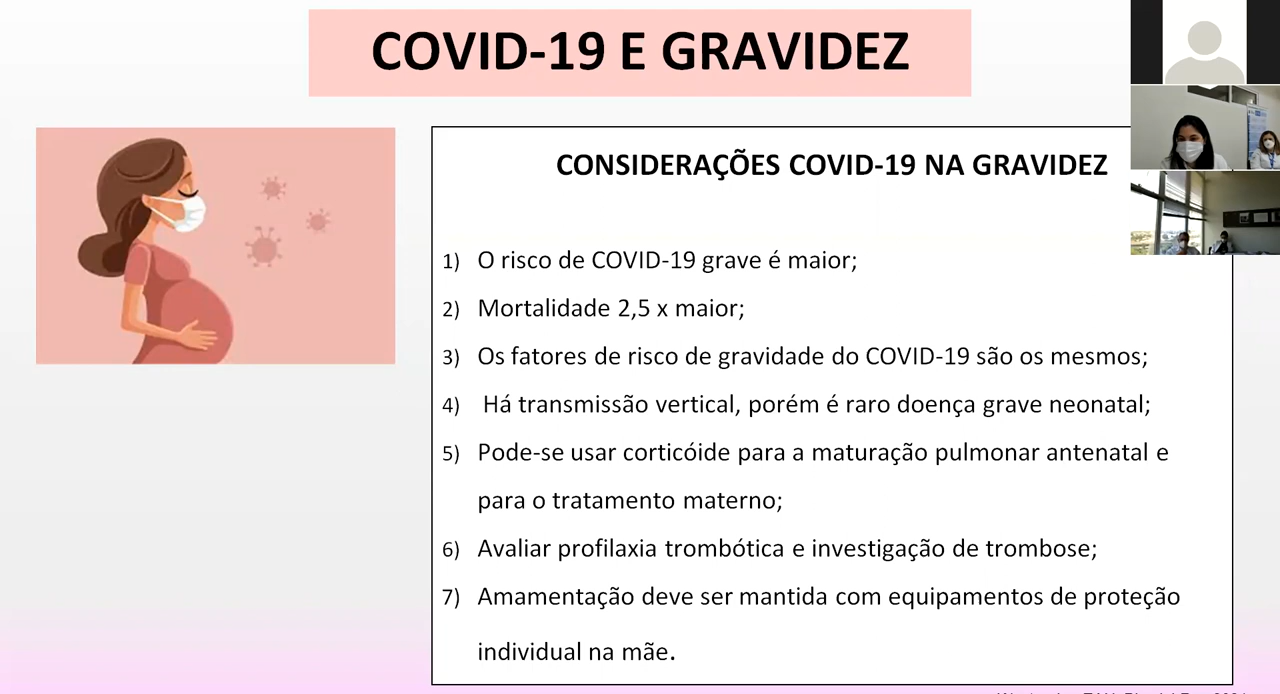 COVID-19 E GRAVIDEZ
CONSIDERAÇÕES COVID-19 NA GRAVIDEZ
1) O risco de COVID-19 grave é maior;
2) Mortalidade 2,5 x maior;
3) Os fatores de risco de gravidade do COVID-19 são os mesmos;
4) Há transmissão vertical, porém é raro doença grave neonatal;
5) Pode-se usar corticóide para a maturação pulmonar antenatal e
para o tratamento materno;
6) Avaliar profilaxia trombótica e investigação de trombose;
7) Amamentação deve ser mantida com equipamentos de proteção
individual na mãe.